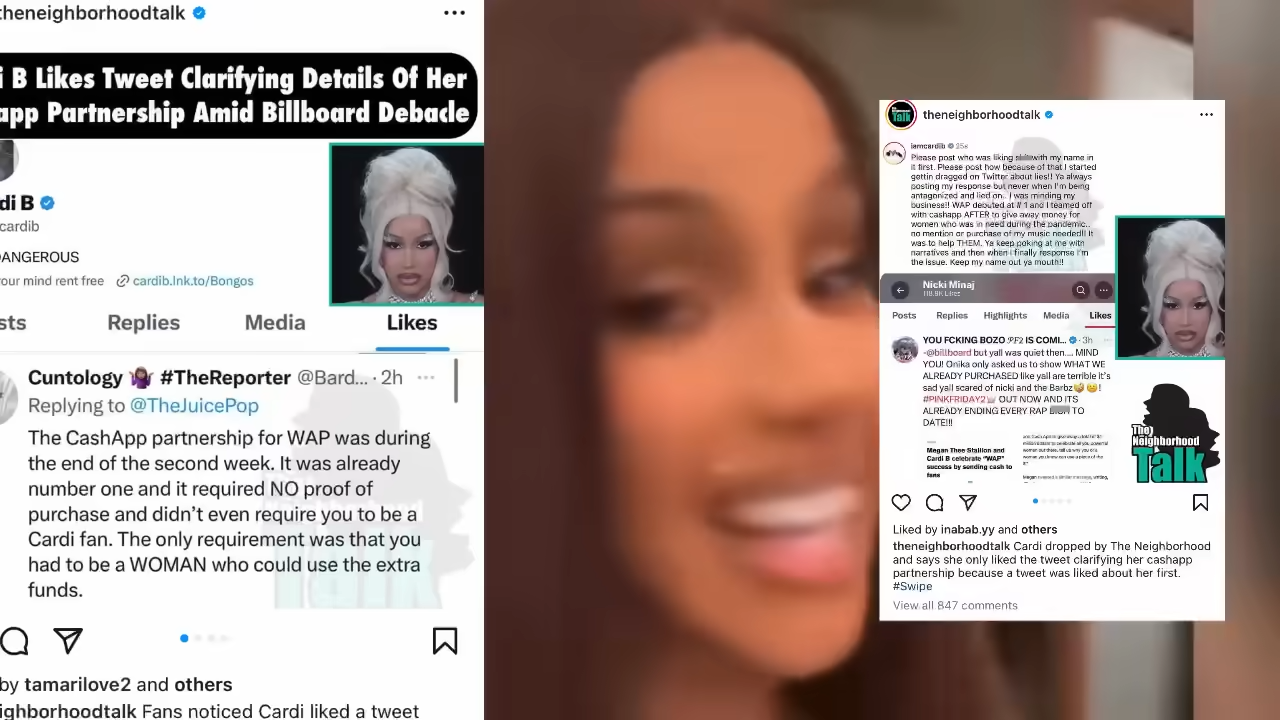 theneighborhoodtalk
i B Likes Tweet Clarifying Details Of Her
app Partnership Amid Billboard Debacle
di B
cardib
DANGEROUS
our mind rent free cardib.lnk.to/Bongos
sts Replies Media Likes
Cuntology #TheReporter @Bard... · 2h
Replying to @TheJuicePop
The CashApp partnership for WAP was during
the end of the second week. It was already
number one and it required NO proof of
purchase and didn't even require you to be a
Cardi fan. The only requirement was that you
had to be a WOMAN who could use the extra
funds.
by tamarilove2 and others
ighborhoodtalk Fans noticed Cardi liked a tweet
The Neighborhood Talk
theneighborhoodtalk
iamcardib 25s
Please post who was liking with my name in
it first. Please post how because of that I started
gettin dragged on Twitter about lies!! Ya always
posting my response but never when I'm being
antagonized and lied on.. I was minding my
business!! WAP debuted at # 1 and I teamed off
with cashapp AFTER to give away money for
women who was in need during the pandemic..
no mention or purchase of my music needed!! It
was to help THEM. Ya keep poking at me with
narratives and then when i finally response I'm
the issue. Keep my name out ya mouth!!
Nicki Minaj
Likes
Posts Replies Highlights Media Likes
YOU FCKING BOZO PF2 IS COMI... · 3h
-@billboard but yall was quiet then.... MIND
YOU! Onika only asked us to show WHAT WE
ALREADY PURCHASED like yall are terrible it's
sad yall scared of nicki and the Barbz !
#PINKFRIDAY2 OUT NOW AND ITS
ALREADY ENDING EVERY RAP TO
DATE!!!
Megan Thee Stallion and
Cardi B celebrate "WAP"
success by sending cash to
fans
The
Neighborhood
Talk
Liked by inabab.yy and others
theneighborhoodtalk Cardi dropped by The Neighborhood
and says she only liked the tweet clarifying her cashapp
partnership because a tweet was liked about her first.
#Swipe
View all 847 comments